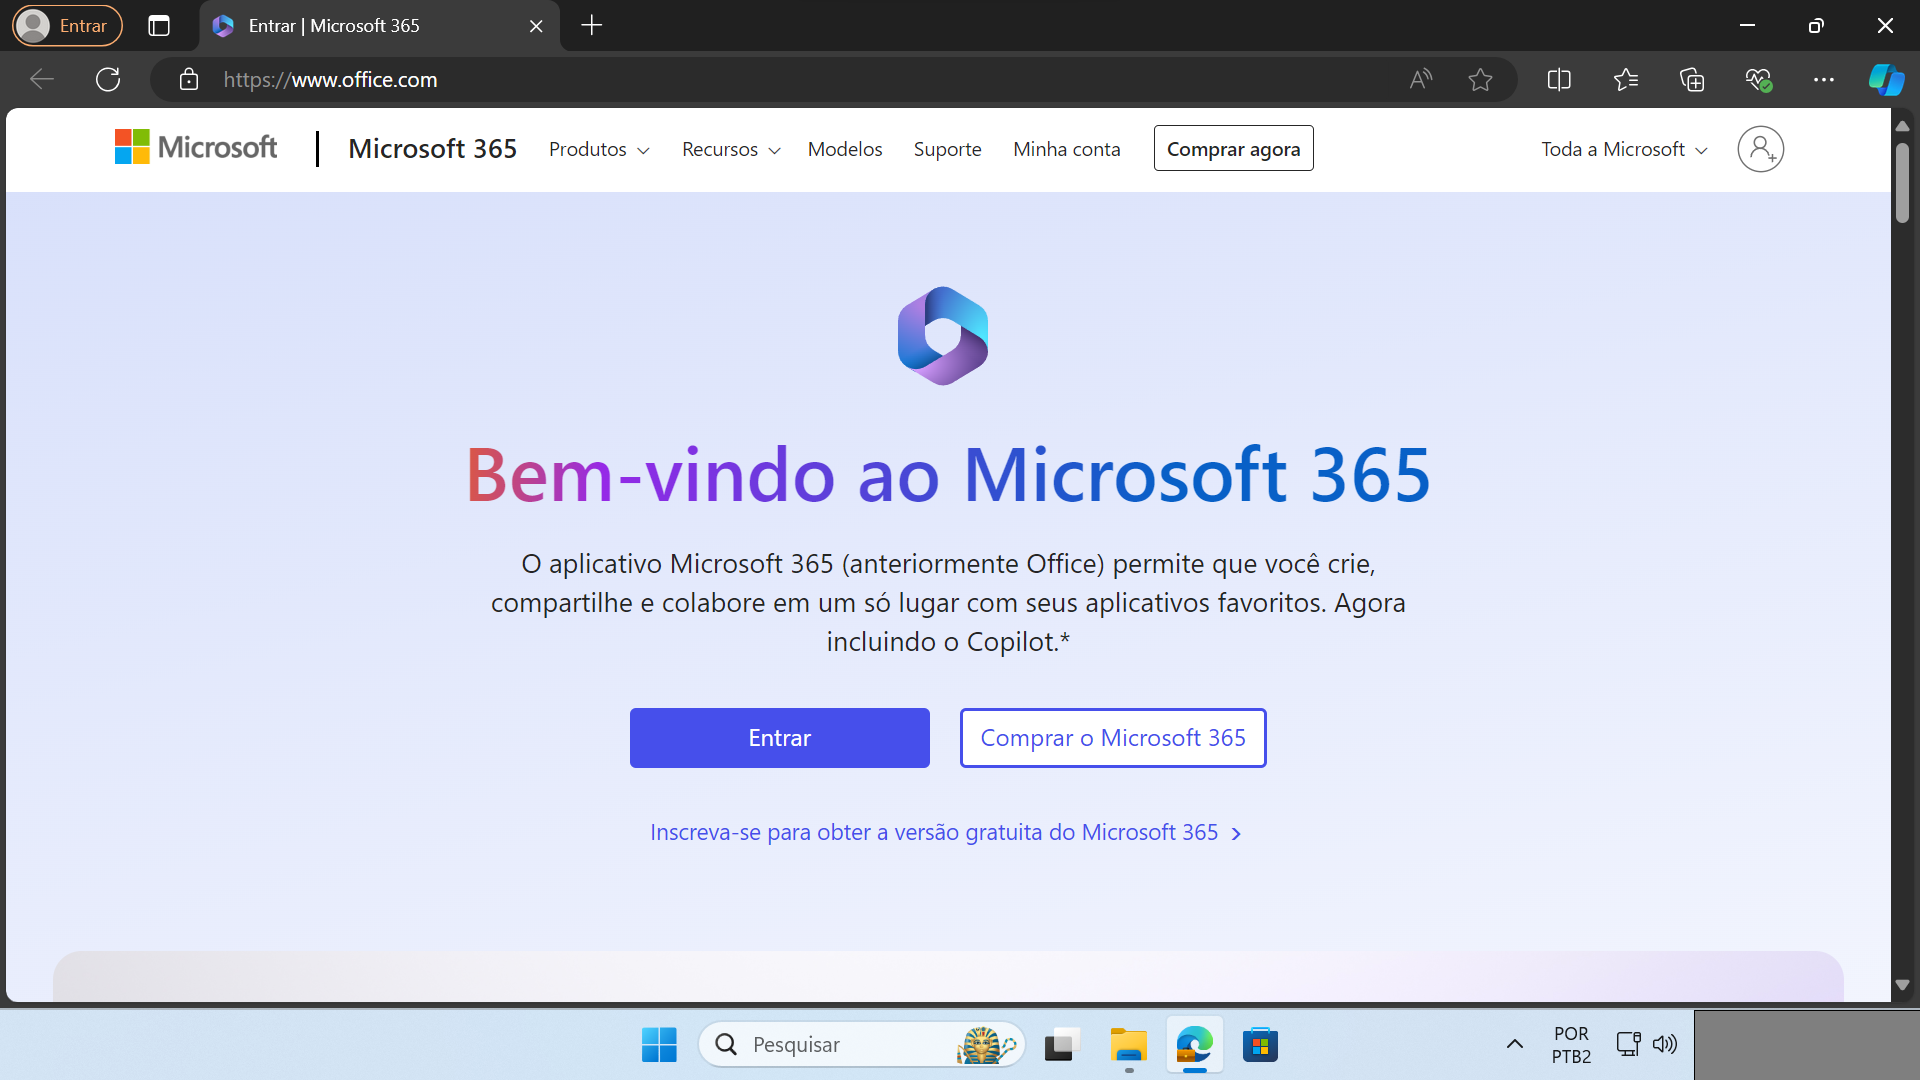 Entrar
Entrar | Microsoft 365
https://www.office.com
Microsoft
Microsoft 365
Produtos
Recursos
Modelos
Suporte
Minha conta
Comprar agora
Toda a Microsoft
Bem-vindo ao Microsoft 365
O aplicativo Microsoft 365 (anteriormente Office) permite que você crie,
compartilhe e colabore em um só lugar com seus aplicativos favoritos. Agora
incluindo o Copilot.*
Entrar
Comprar o Microsoft 365
Inscreva-se para obter a versão gratuita do Microsoft 365
Pesquisar
POR
PTB2